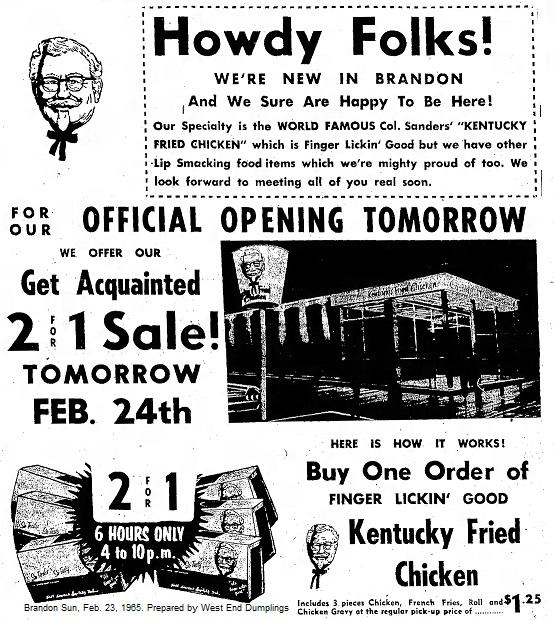 Howdy Folks!
WE'RE NEW IN BRANDON
And We Sure Are Happy To Be Here!
Our Specialty is the WORLD FAMOUS Col. Sanders' "KENTUCKY
FRIED CHICKEN" which is Finger Lickin' Good but we have other
Lip Smacking food items which we're mighty proud of too. We
look forward to meeting all of you real soon.
FOR OUR OFFICIAL OPENING TOMORROW
WE OFFER OUR
Get Acquainted
2 FOR 1 Sale!
TOMORROW
FEB. 24th
Kentucky Fried Chicken
2 FOR 1
6 HOURS ONLY
4 to 10 p.m.
HERE IS HOW IT WORKS!
Buy One Order of
FINGER LICKIN' GOOD
Kentucky Fried
Chicken
Includes 3 pieces Chicken, French Fries, Roll and
Chicken Gravy at the regular pick-up price of ............ $1.25
Brandon Sun, Feb. 23, 1965. Prepared by West End Dumplings